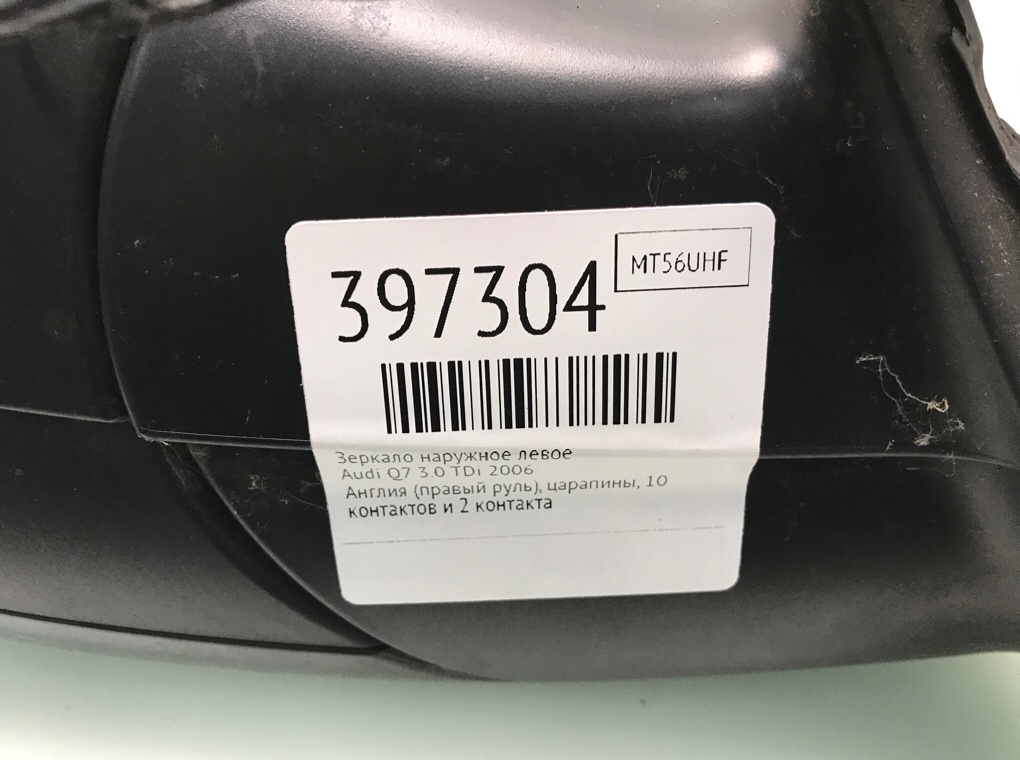 397304
MT56UHF
Зеркало наружное левое
Audi Q7 3.0 TDi 2006
Англия (правый руль), царапины, 10
контактов и 2 контакта